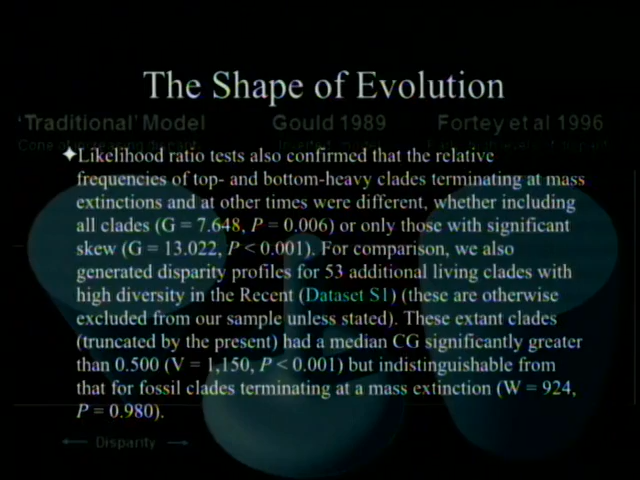 The Shape of Evolution
'Traditional' Model
Gould 1989
Fortey et al 1996
✦Likelihood ratio tests also confirmed that the relative
frequencies of top- and bottom-heavy clades terminating at mass
extinctions and at other times were different, whether including
all clades (G = 7.648, P = 0.006) or only those with significant
skew (G = 13.022, P < 0.001). For comparison, we also
generated disparity profiles for 53 additional living clades with
high diversity in the Recent (Dataset S1) (these are otherwise
excluded from our sample unless stated). These extant clades
(truncated by the present) had a median CG significantly greater
than 0.500 (V = 1,150, P < 0.001) but indistinguishable from
that for fossil clades terminating at a mass extinction (W = 924,
P = 0.980).
Disparity